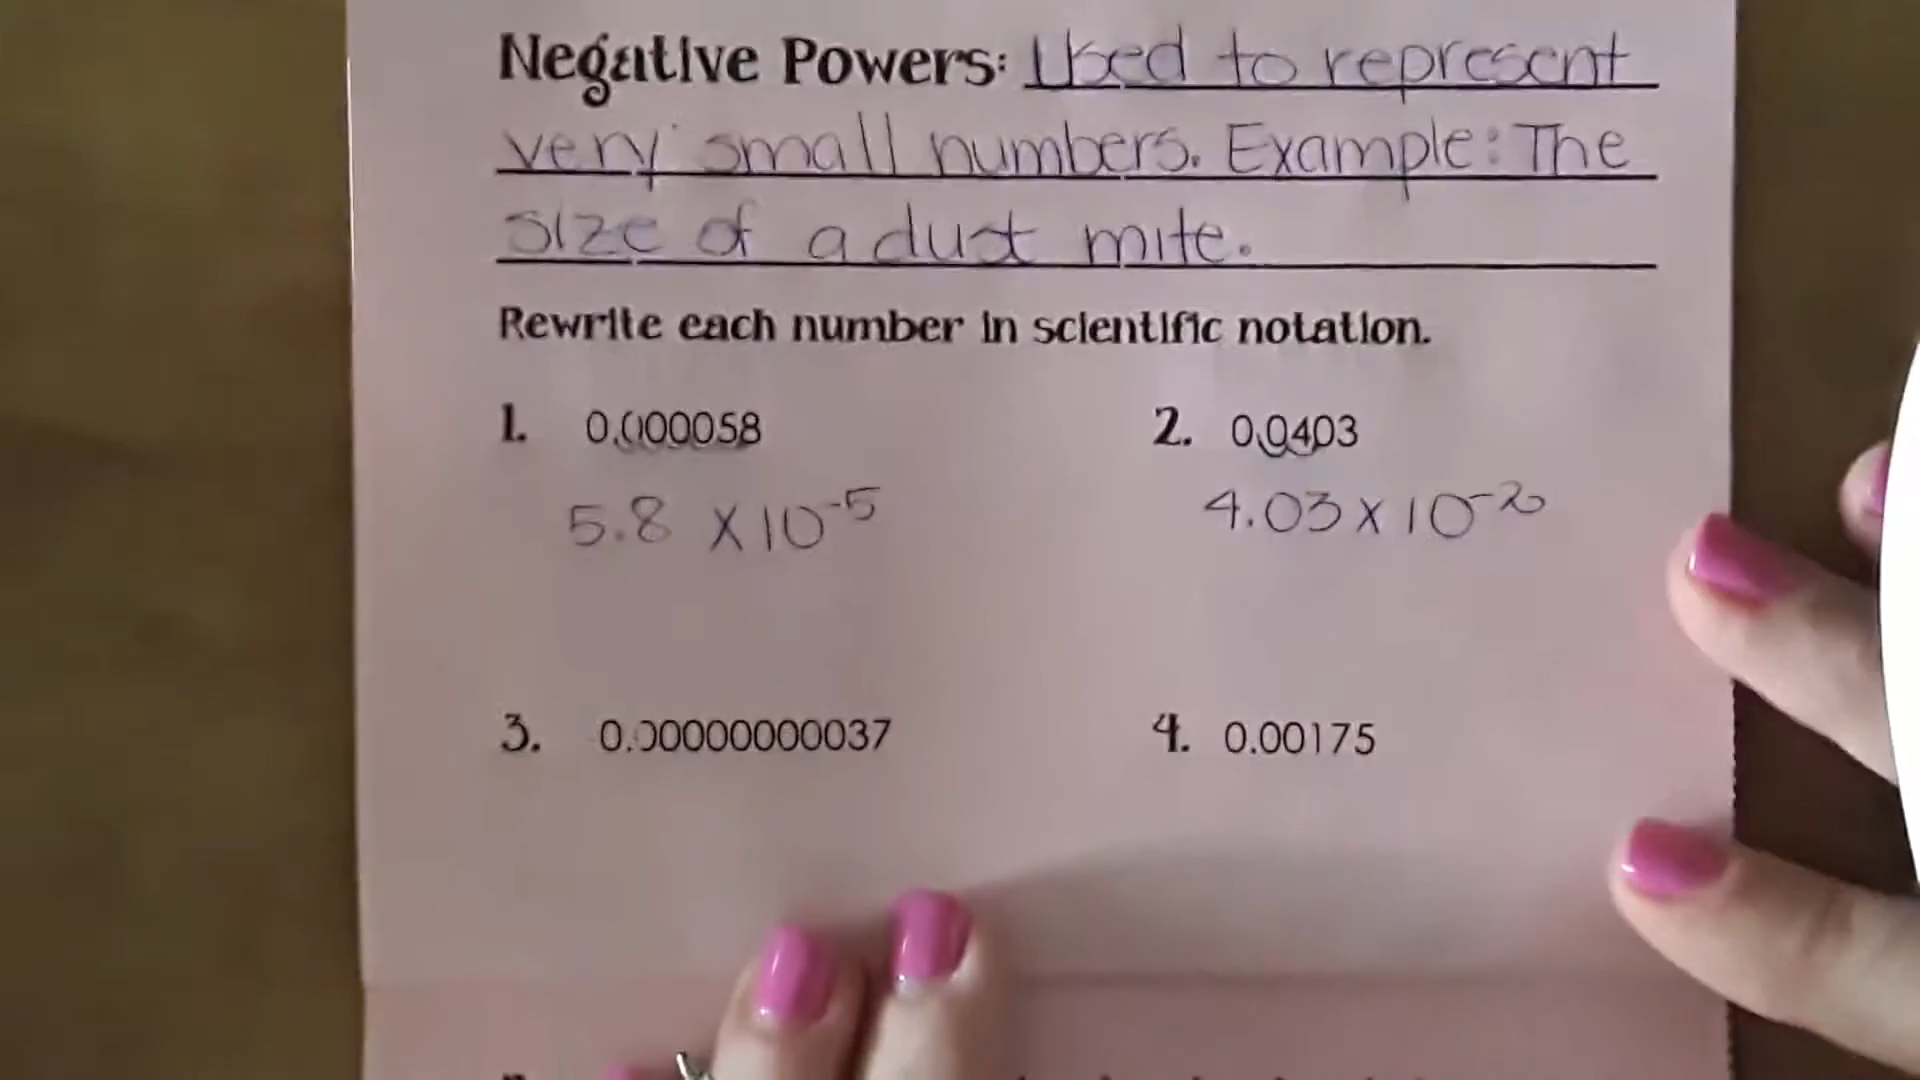 Negative Powers: Used to represent
very small numbers. Example: The
size of a dust mite.
Rewrite each number in scientific notation.
1. 0.000058 2. 0.0403
5.8 x 10^-5 4.03 x 10^-2
3. 0.00000000037 4. 0.00175